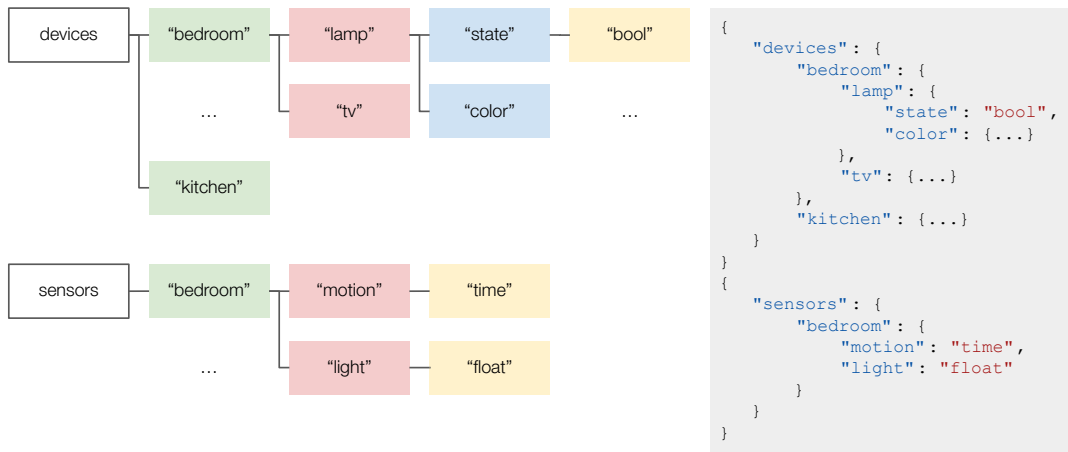 devices “bedroom” “lamp” “state” “bool”
... “tv” “color” ...
“kitchen”
sensors “bedroom” “motion” “time”
... “light” “float”
{
"devices": {
"bedroom": {
"lamp": {
"state": "bool",
"color": {...}
},
"tv": {...}
},
"kitchen": {...}
}
}
{
"sensors": {
"bedroom": {
"motion": "time",
"light": "float"
}
}
}